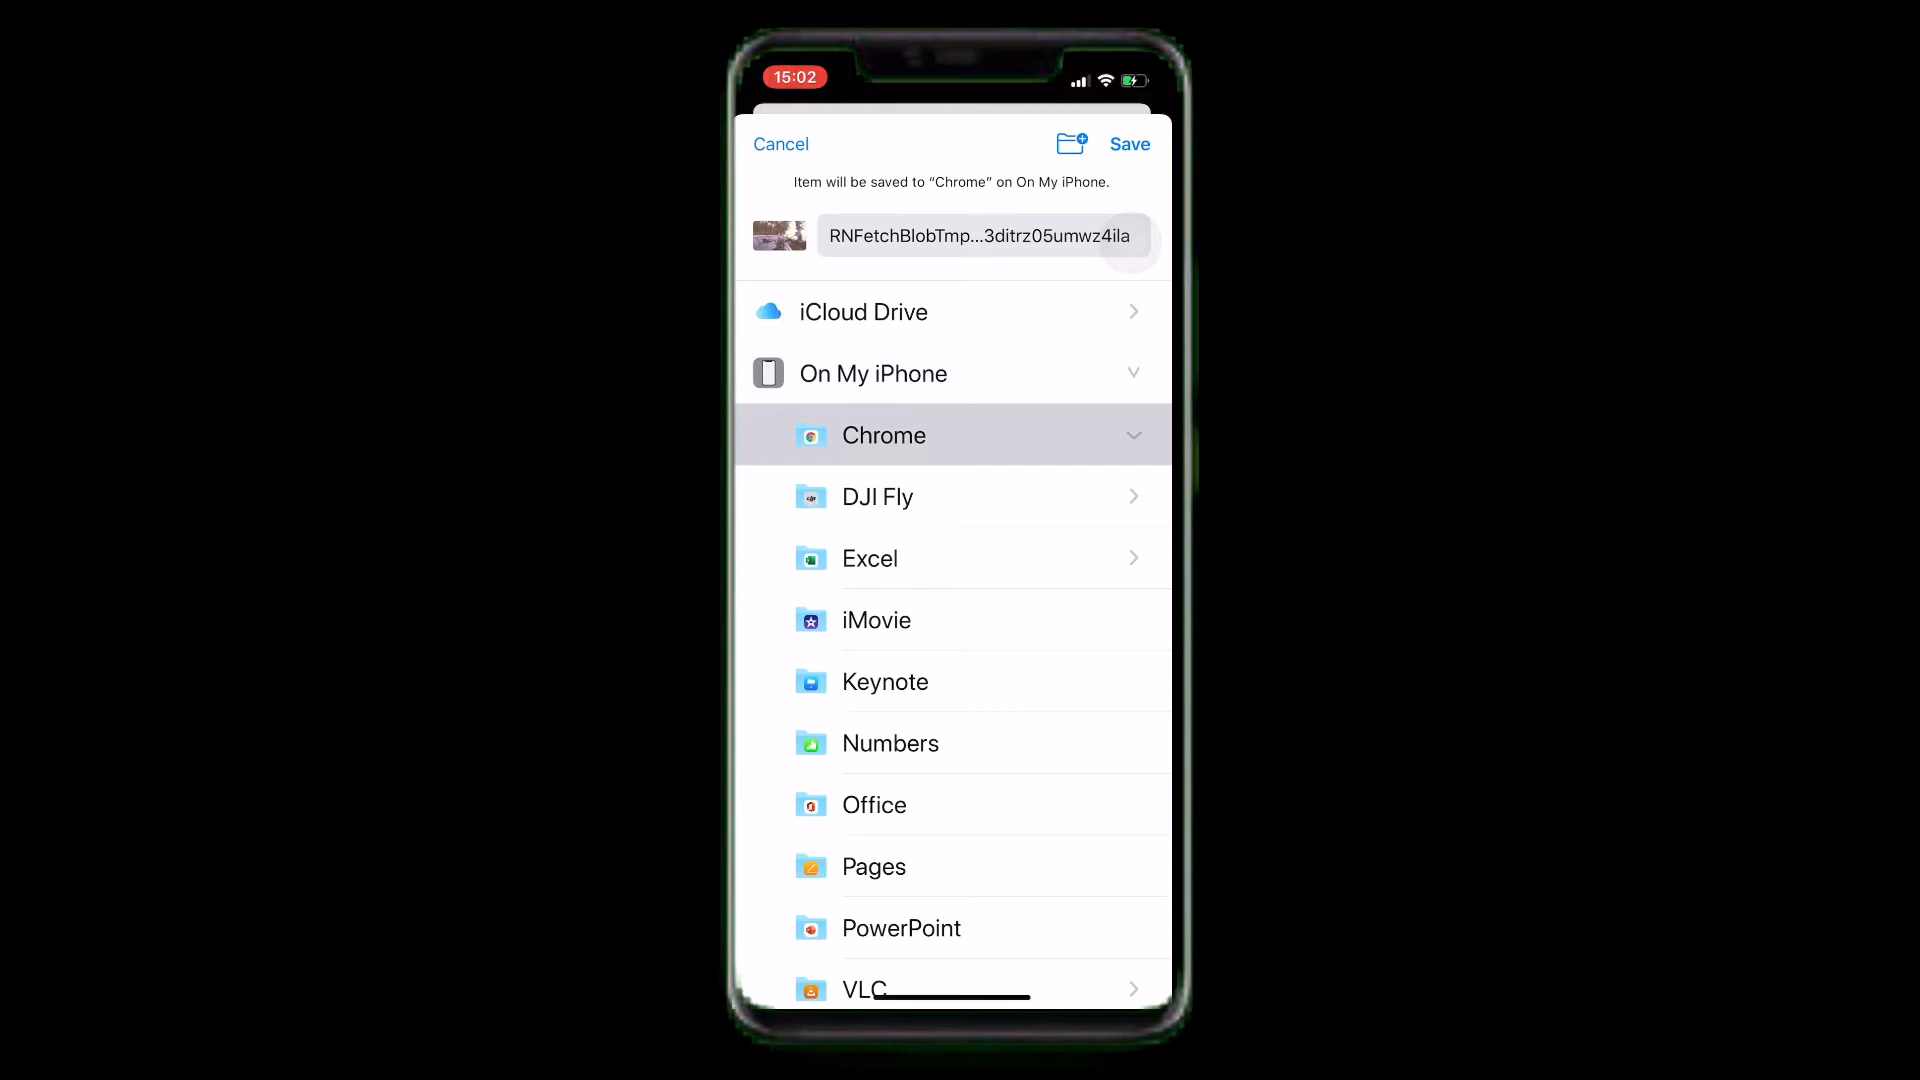 15:02
Cancel
Save
Item will be saved to “Chrome” on On My iPhone.
RNFetchBlobTmp...3ditrz05umwz4ila
iCloud Drive
On My iPhone
Chrome
DJI Fly
Excel
iMovie
Keynote
Numbers
Office
Pages
PowerPoint
VLC